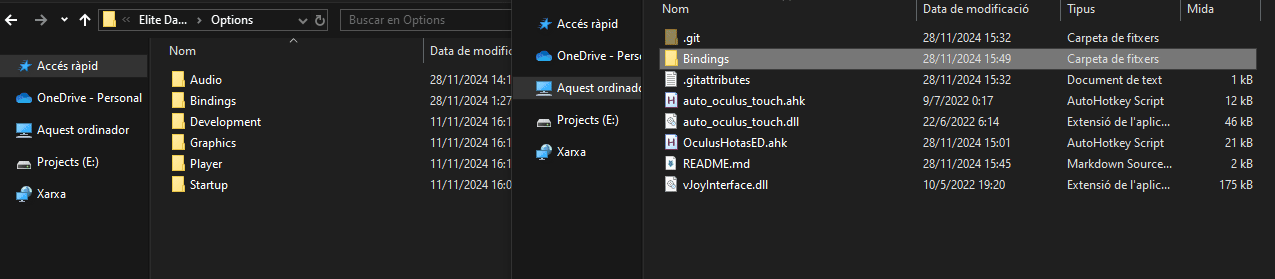 Elite Da... Options
Buscar en Options
Accés ràpid
OneDrive - Personal
Aquest ordinador
Projects (E:)
Xarxa
Nom Data de modific
Audio 28/11/2024 14:1
Bindings 28/11/2024 1:27
Development 11/11/2024 16:1
Graphics 11/11/2024 16:1
Player 11/11/2024 16:1
Startup 11/11/2024 16:0
Accés ràpid
OneDrive - Pers
Aquest ordinad
Projects (E:)
Xarxa
Nom Data de modificació Tipus Mida
.git 28/11/2024 15:32 Carpeta de fitxers
Bindings 28/11/2024 15:49 Carpeta de fitxers
.gitattributes 28/11/2024 15:32 Document de text 1 kB
auto_oculus_touch.ahk 9/7/2022 0:17 AutoHotkey Script 12 kB
auto_oculus_touch.dll 22/6/2022 6:14 Extensió de l'aplic... 46 kB
OculusHotasED.ahk 28/11/2024 15:01 AutoHotkey Script 21 kB
README.md 28/11/2024 15:45 Markdown Source... 2 kB
vJoyInterface.dll 10/5/2022 19:20 Extensió de l'aplic... 175 kB